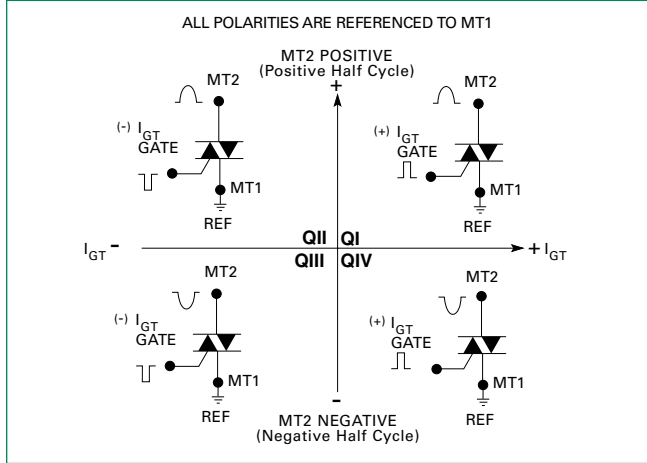 ALL POLARITIES ARE REFERENCED TO MT1
MT2 POSITIVE
(Positive Half Cycle)
+
MT2
(-) IGT
GATE
MT1
REF
MT2
(+) IGT
GATE
MT1
REF
IGT -
QII QI
QIII QIV
+ IGT
MT2
(-) IGT
GATE
MT1
REF
MT2
(+) IGT
GATE
MT1
REF
-
MT2 NEGATIVE
(Negative Half Cycle)